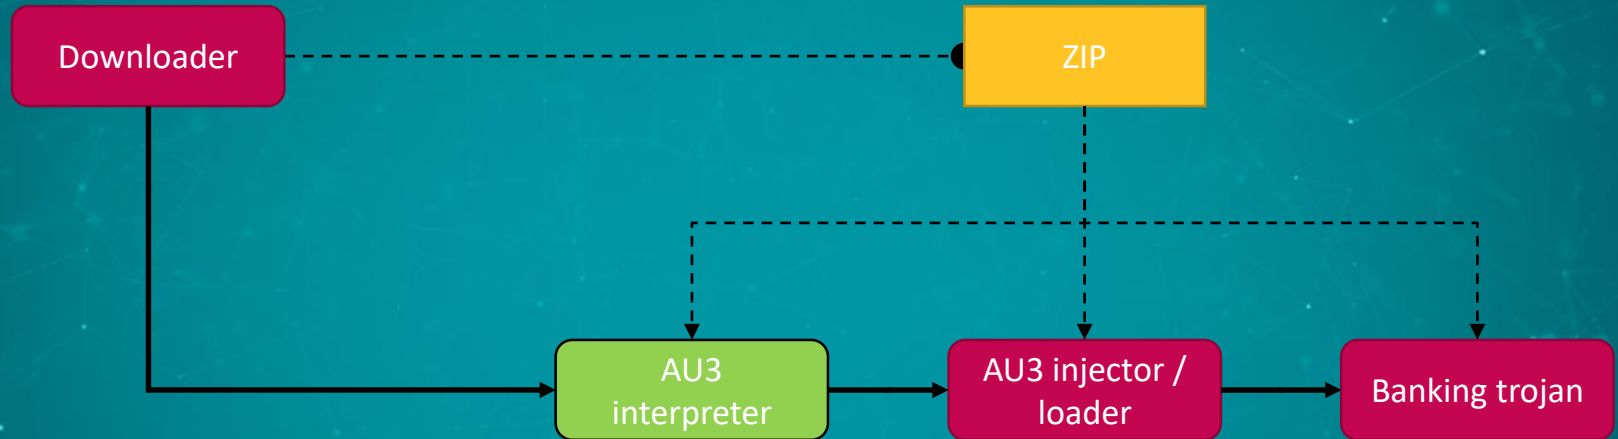 Downloader
ZIP
AU3
interpreter
AU3 injector /
loader
Banking trojan